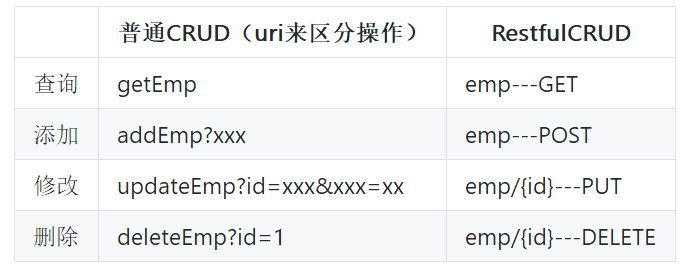 普通CRUD（uri来区分操作） RestfulCRUD
查询 getEmp emp---GET
添加 addEmp?xxx emp---POST
修改 updateEmp?id=xxx&xxx=xx emp/{id}---PUT
删除 deleteEmp?id=1 emp/{id}---DELETE